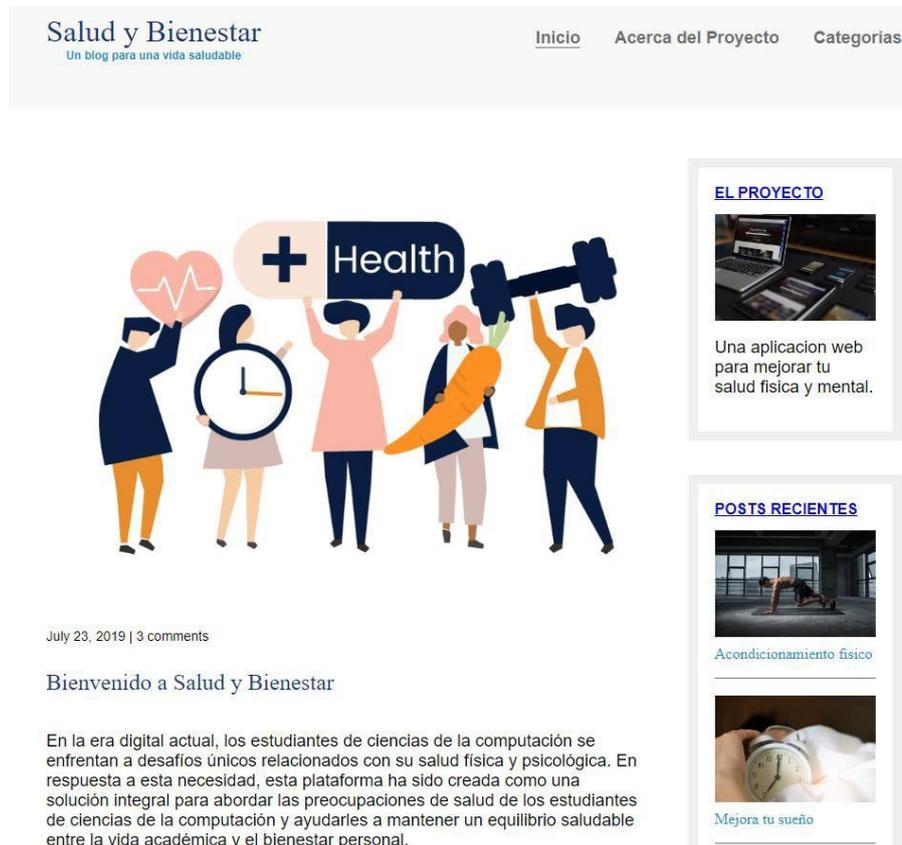 Salud y Bienestar
Un blog para una vida saludable
Inicio
Acerca del Proyecto
Categorias
Health
July 23, 2019 | 3 comments
Bienvenido a Salud y Bienestar
En la era digital actual, los estudiantes de ciencias de la computación se
enfrentan a desafíos únicos relacionados con su salud física y psicológica. En
respuesta a esta necesidad, esta plataforma ha sido creada como una
solución integral para abordar las preocupaciones de salud de los estudiantes
de ciencias de la computación y ayudarles a mantener un equilibrio saludable
entre la vida académica y el bienestar personal.
EL PROYECTO
Una aplicacion web
para mejorar tu
salud fisica y mental.
POSTS RECIENTES
Acondicionamiento fisico
Mejora tu sueño